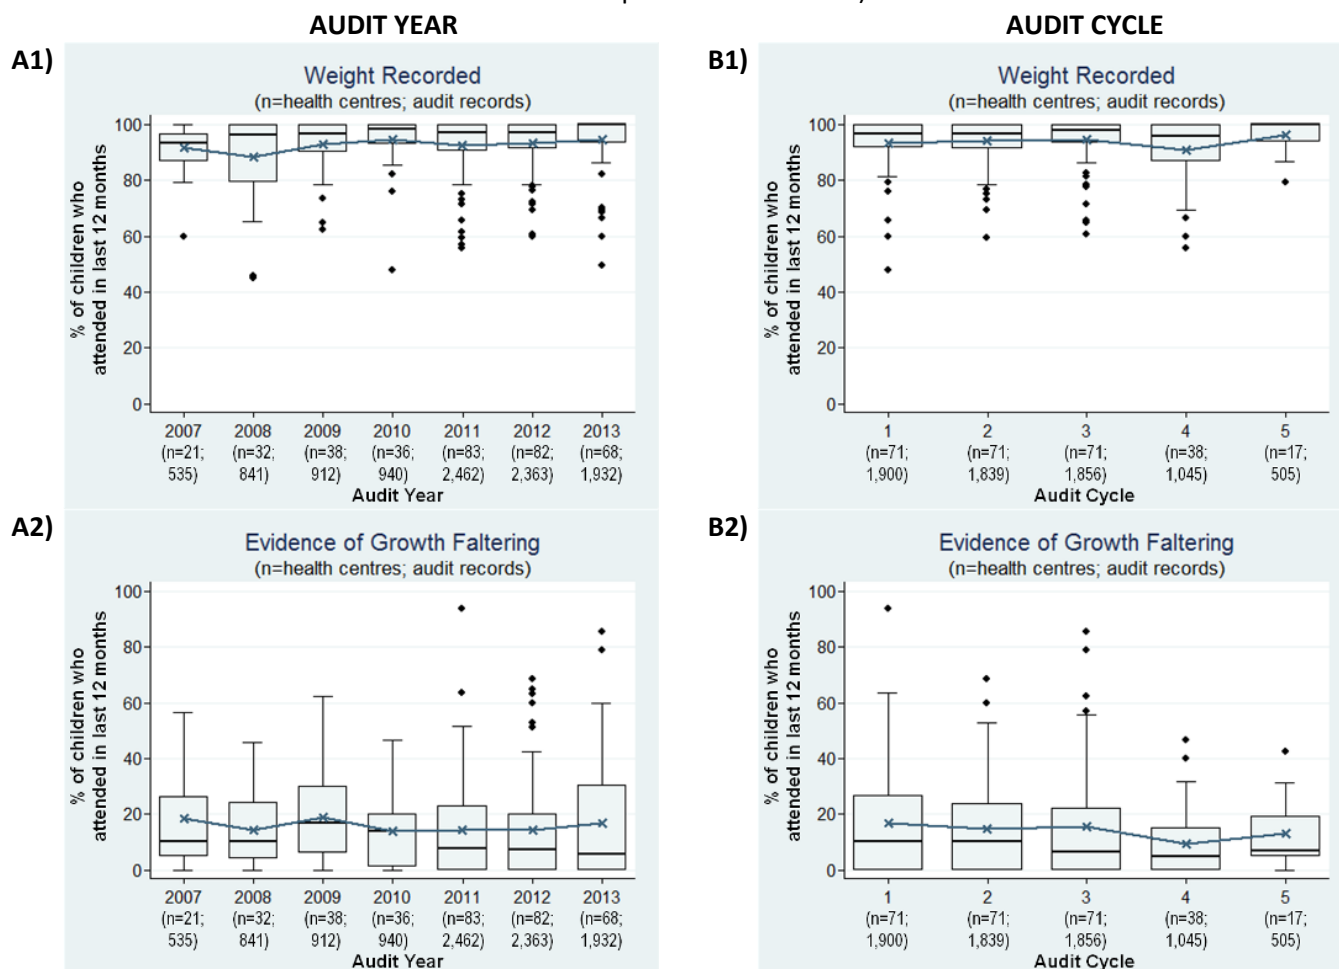 AUDIT YEAR
A1)
Weight Recorded
(n=health centres; audit records)
% of children who
attended in last 12 months
100
80
60
40
20
0
2007 2008 2009 2010 2011 2012 2013
(n=21; (n=32; (n=38; (n=36; (n=83; (n=82; (n=68;
535) 841) 912) 940) 2,462) 2,363) 1,932)
Audit Year
AUDIT CYCLE
B1)
Weight Recorded
(n=health centres; audit records)
% of children who
attended in last 12 months
100
80
60
40
20
0
1 2 3 4 5
(n=71; (n=71; (n=71; (n=38; (n=17;
1,900) 1,839) 1,856) 1,045) 505)
Audit Cycle
A2)
Evidence of Growth Faltering
(n=health centres; audit records)
% of children who
attended in last 12 months
100
80
60
40
20
0
2007 2008 2009 2010 2011 2012 2013
(n=21; (n=32; (n=38; (n=36; (n=83; (n=82; (n=68;
535) 841) 912) 940) 2,462) 2,363) 1,932)
Audit Year
B2)
Evidence of Growth Faltering
(n=health centres; audit records)
% of children who
attended in last 12 months
100
80
60
40
20
0
1 2 3 4 5
(n=71; (n=71; (n=71; (n=38; (n=17;
1,900) 1,839) 1,856) 1,045) 505)
Audit Cycle